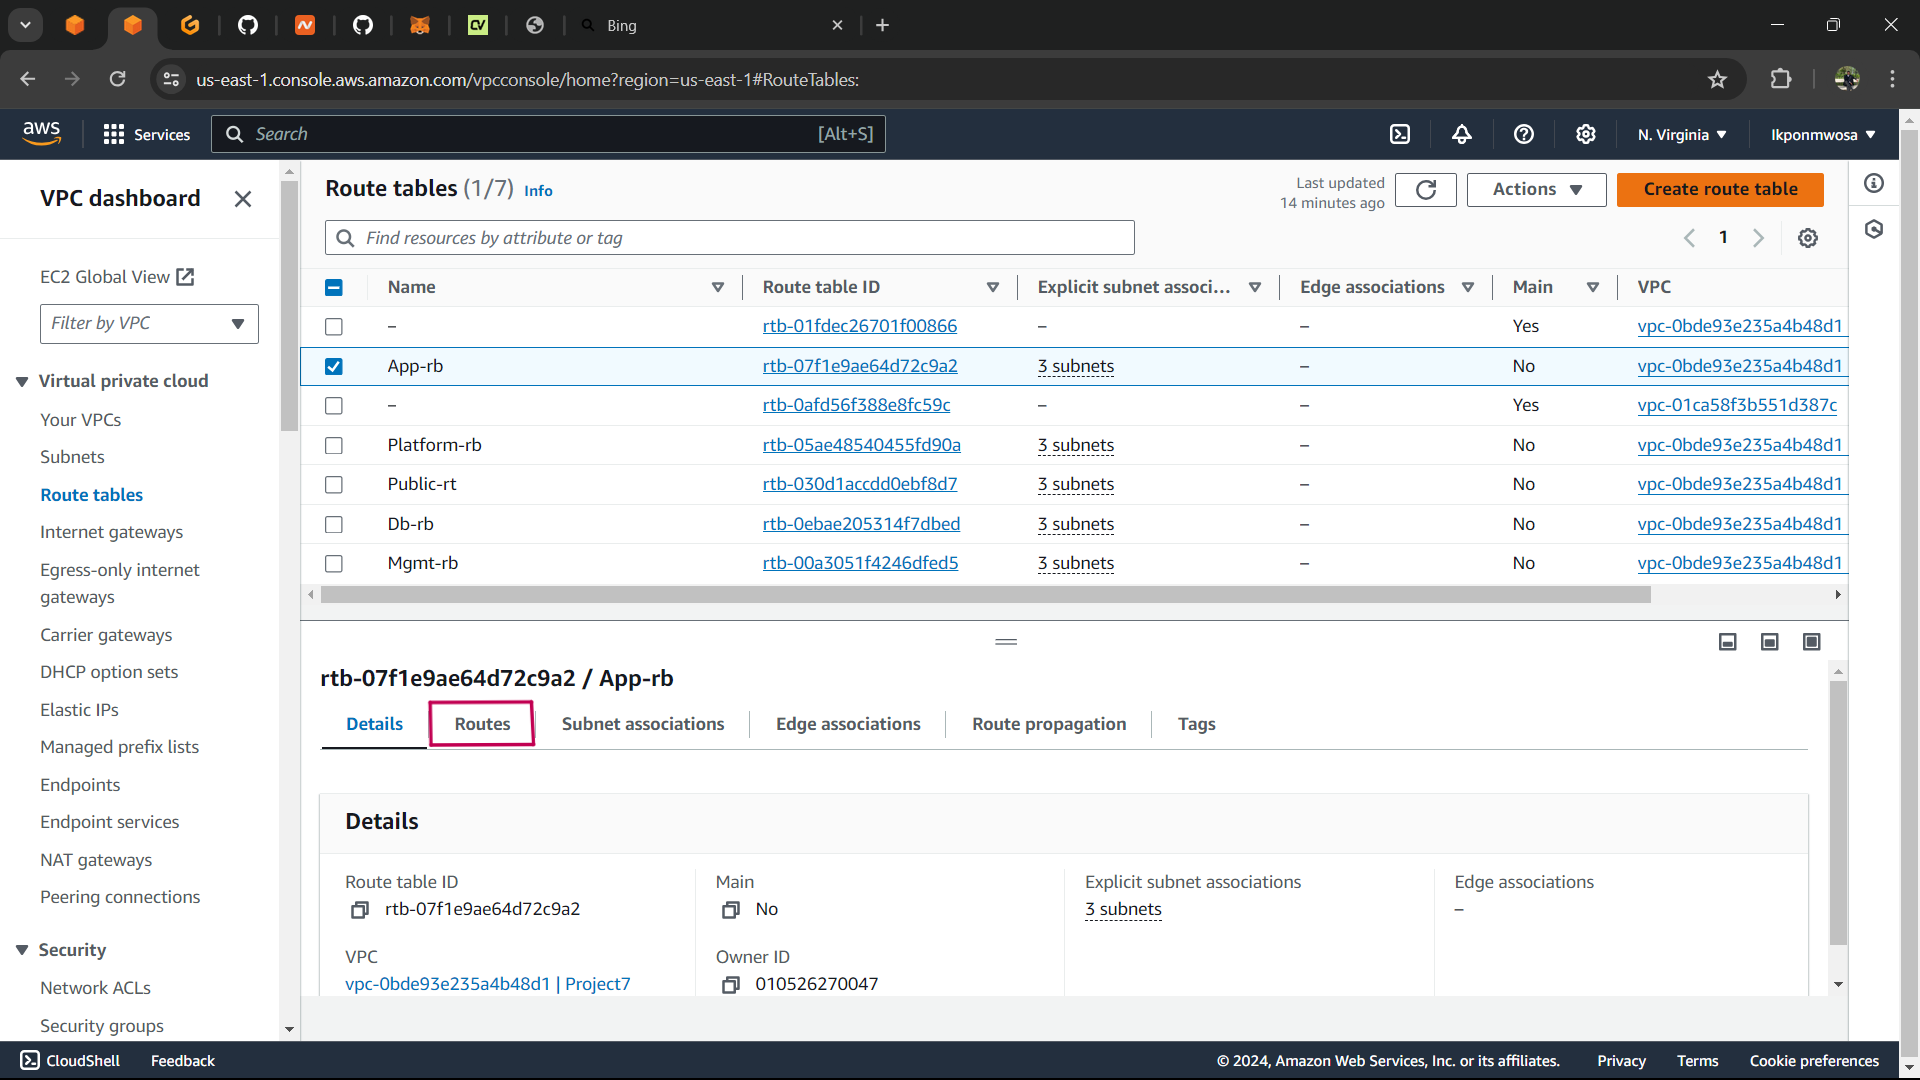 Bing
us-east-1.console.aws.amazon.com/vpcconsole/home?region=us-east-1#RouteTables:
aws
Services
Search
[Alt+S]
N. Virginia
Ikponmwosa
VPC dashboard
EC2 Global View
Filter by VPC
Virtual private cloud
Your VPCs
Subnets
Route tables
Internet gateways
Egress-only internet
gateways
Carrier gateways
DHCP option sets
Elastic IPs
Managed prefix lists
Endpoints
Endpoint services
NAT gateways
Peering connections
Security
Network ACLs
Security groups
Route tables (1/7) Info
Last updated
14 minutes ago
Actions
Create route table
Find resources by attribute or tag
1
Name Route table ID Explicit subnet associ... Edge associations Main VPC
– rtb-01fdec26701f00866 – – Yes vpc-0bde93e235a4b48d1
App-rb rtb-07f1e9ae64d72c9a2 3 subnets – No vpc-0bde93e235a4b48d1
– rtb-0afd56f388e8fc59c – – Yes vpc-01ca58f3b551d387c
Platform-rb rtb-05ae48540455fd90a 3 subnets – No vpc-0bde93e235a4b48d1
Public-rt rtb-030d1accdd0ebf8d7 3 subnets – No vpc-0bde93e235a4b48d1
Db-rb rtb-0ebae205314f7dbed 3 subnets – No vpc-0bde93e235a4b48d1
Mgmt-rb rtb-00a3051f4246dfed5 3 subnets – No vpc-0bde93e235a4b48d1
rtb-07f1e9ae64d72c9a2 / App-rb
Details Routes Subnet associations Edge associations Route propagation Tags
Details
Route table ID
rtb-07f1e9ae64d72c9a2
Main
No
Explicit subnet associations
3 subnets
Edge associations
–
VPC
vpc-0bde93e235a4b48d1 | Project7
Owner ID
010526270047
CloudShell Feedback
© 2024, Amazon Web Services, Inc. or its affiliates. Privacy Terms Cookie preferences